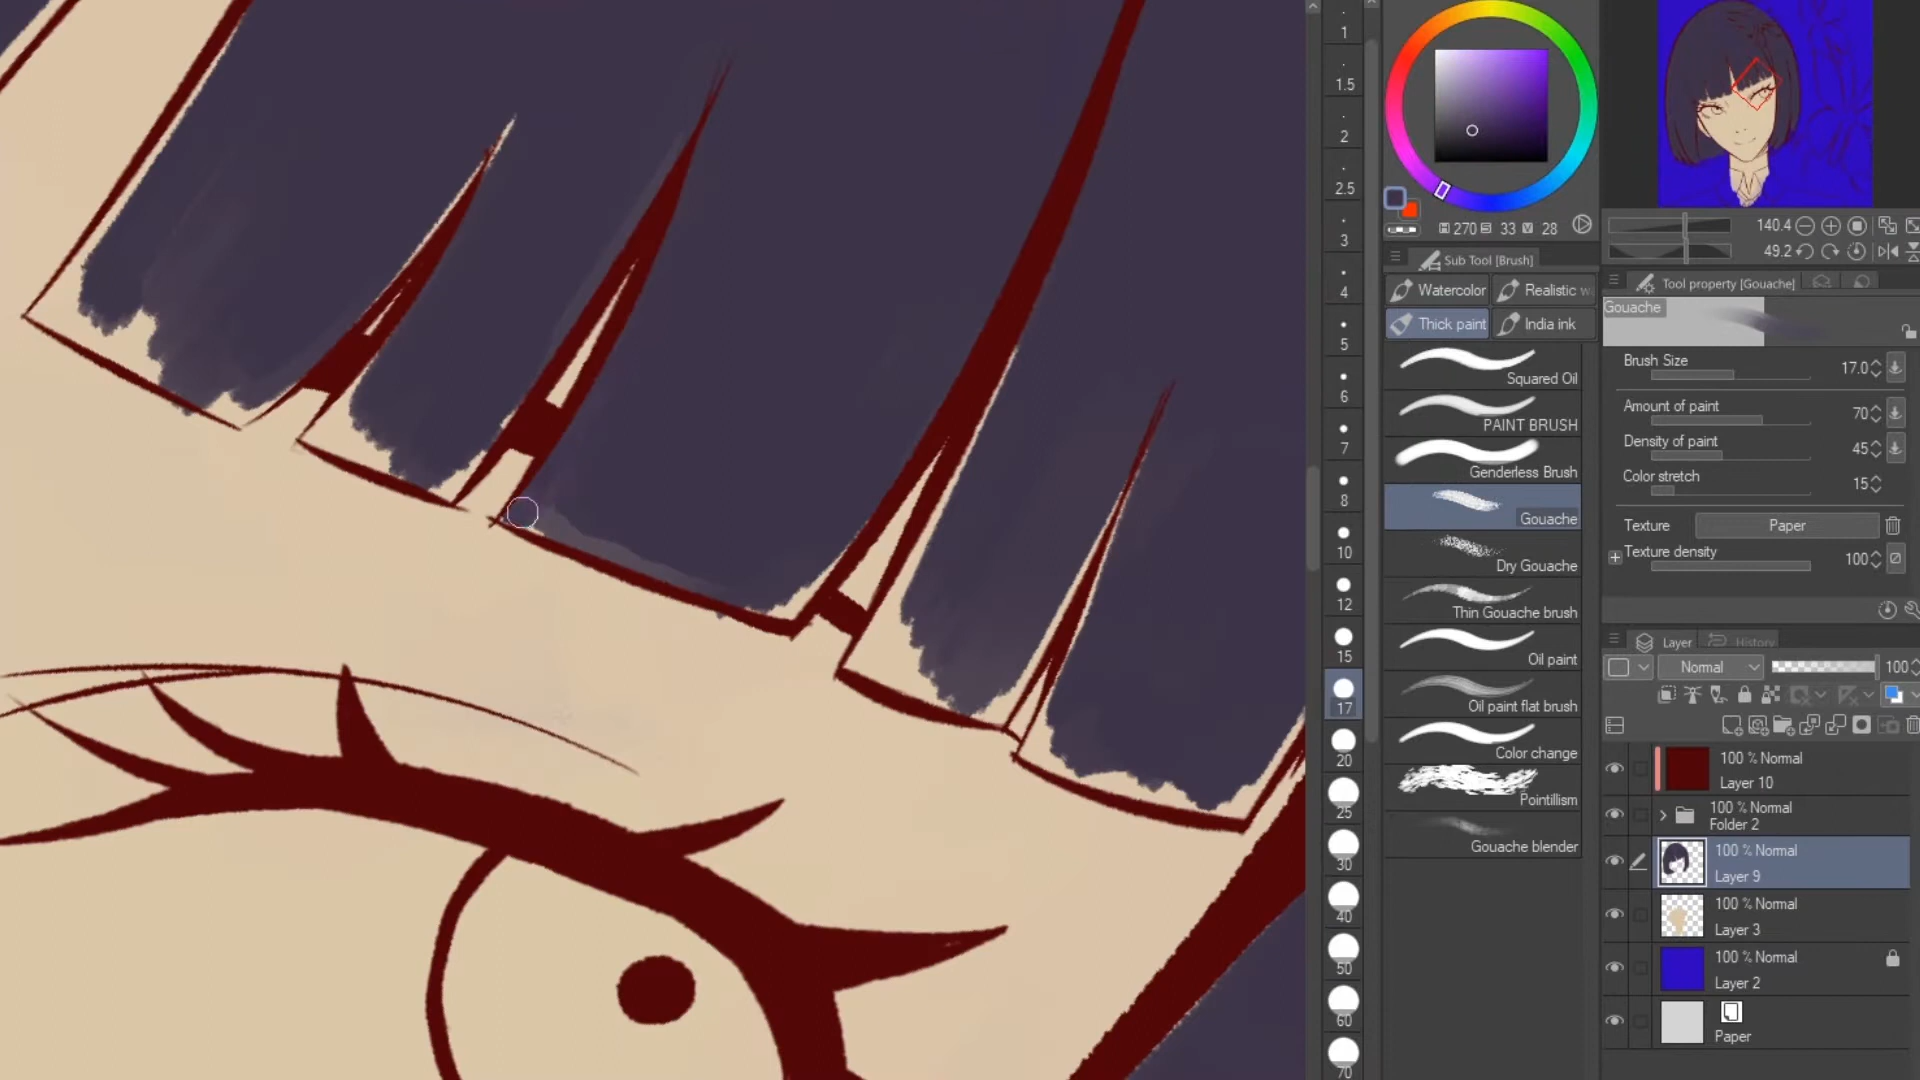 1
1.5
2
2.5
3
4
5
6
7
8
10
12
15
17
20
25
30
40
50
60
70
270 33 28
Sub Tool [Brush]
Watercolor
Realistic w
Thick paint
India ink
Squared Oil
PAINT BRUSH
Genderless Brush
Gouache
Dry Gouache
Thin Gouache brush
Oil paint
Oil paint flat brush
Color change
Pointillism
Gouache blender
140.4
49.2
Tool property [Gouache]
Gouache
Brush Size 17.0
Amount of paint 70
Density of paint 45
Color stretch 15
Texture Paper
Texture density 100
Layer History
Normal 100
100 % Normal
Layer 10
100 % Normal
Folder 2
100 % Normal
Layer 9
100 % Normal
Layer 3
100 % Normal
Layer 2
Paper